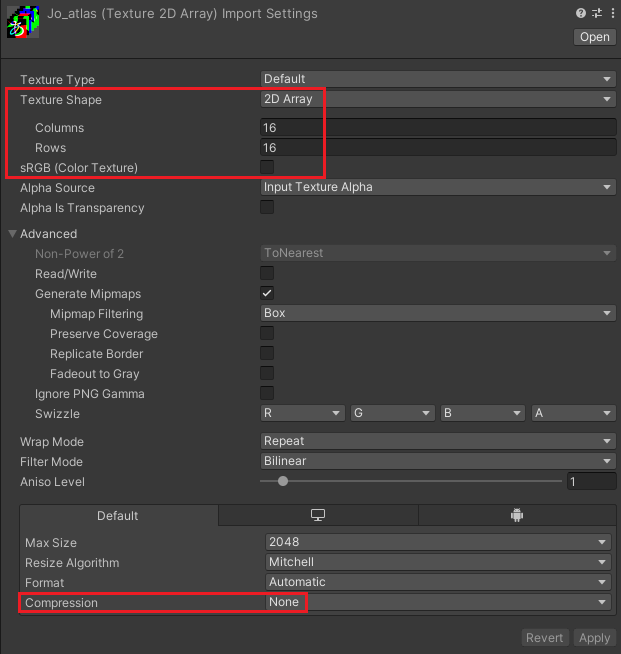 Jo_atlas (Texture 2D Array) Import Settings
Open
Texture Type Default
Texture Shape 2D Array
Columns 16
Rows 16
sRGB (Color Texture)
Alpha Source Input Texture Alpha
Alpha Is Transparency
Advanced
Non-Power of 2 ToNearest
Read/Write
Generate Mipmaps
Mipmap Filtering Box
Preserve Coverage
Replicate Border
Fadeout to Gray
Ignore PNG Gamma
Swizzle R G B A
Wrap Mode Repeat
Filter Mode Bilinear
Aniso Level 1
Default
Max Size 2048
Resize Algorithm Mitchell
Format Automatic
Compression None
Revert Apply